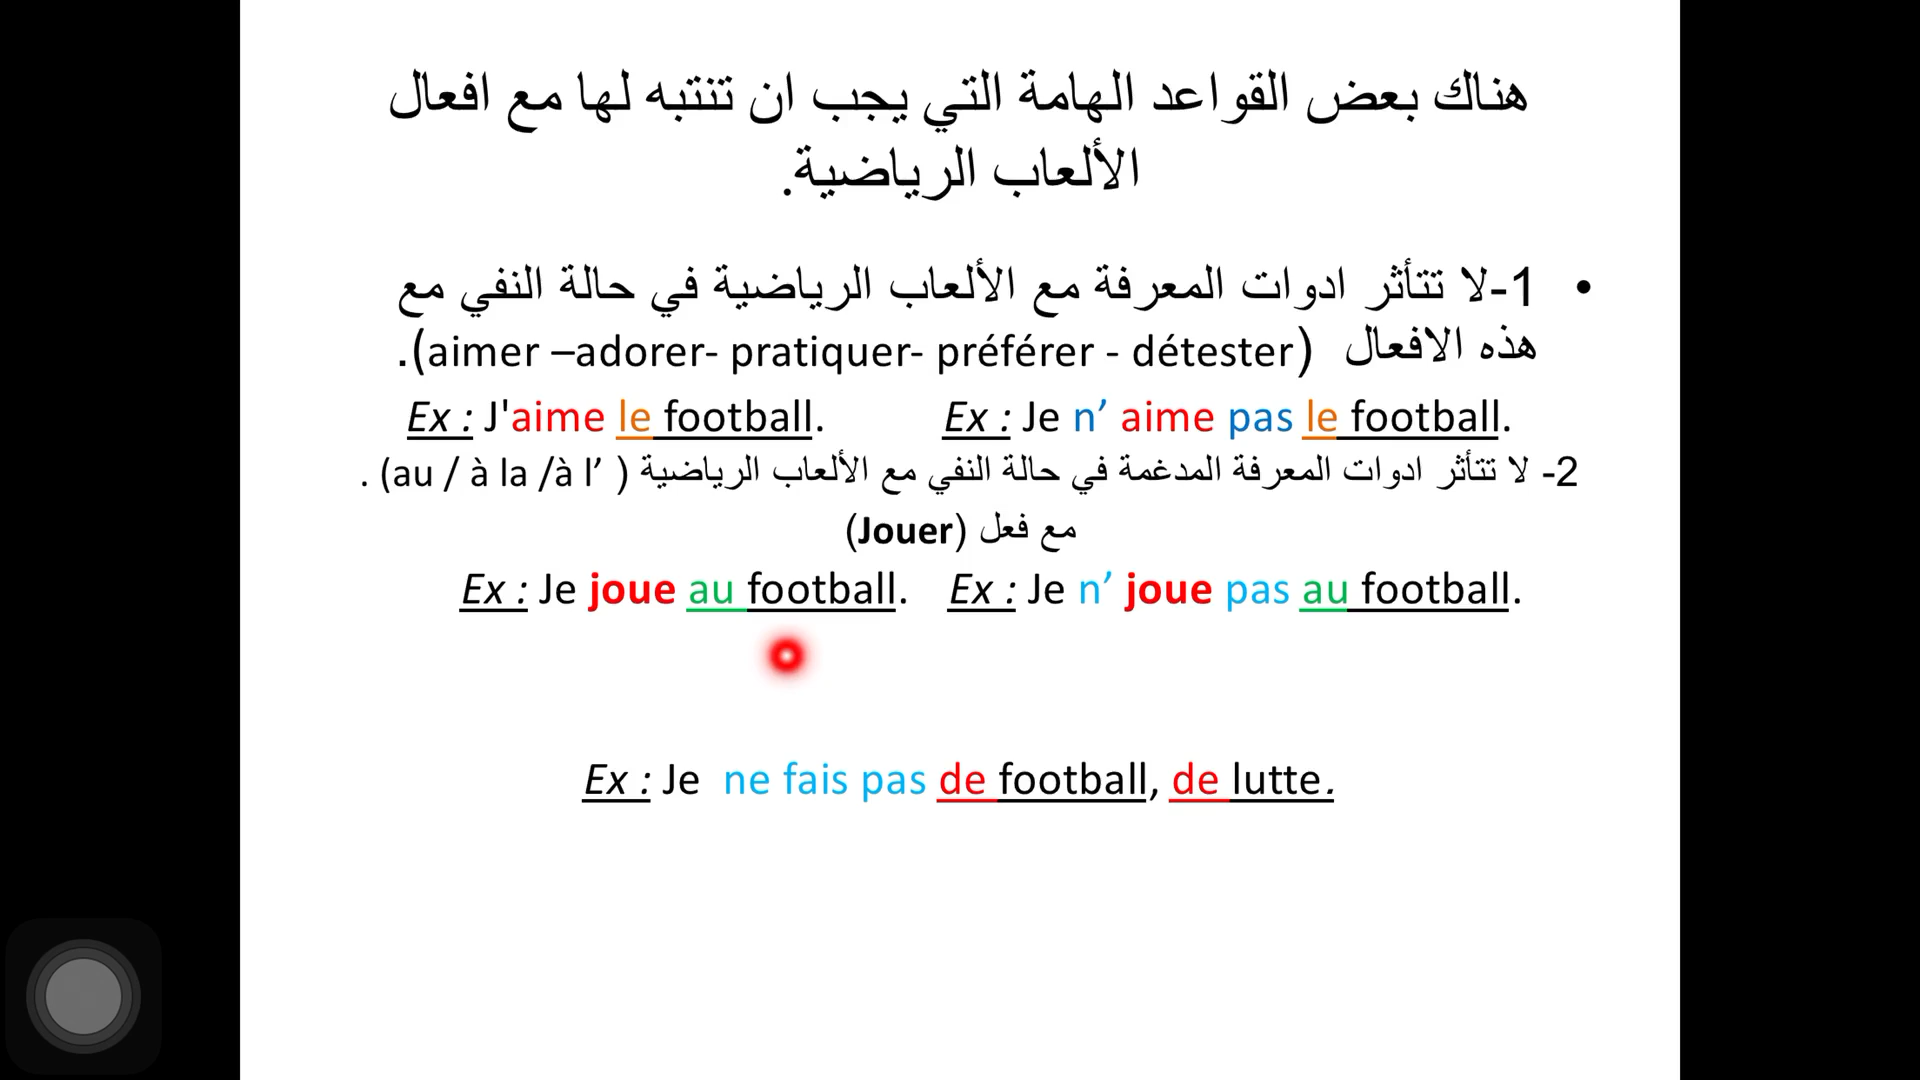 هناك بعض القواعد الهامة التي يجب ان تنتبه لها مع افعال
الألعاب الرياضية.
• 1-لا تتأثر ادوات المعرفة مع الألعاب الرياضية في حالة النفي مع
هذه الافعال (aimer –adorer- pratiquer- préférer - détester).
Ex : J'aime le football. Ex : Je n’ aime pas le football.
2- لا تتأثر ادوات المعرفة المدغمة في حالة النفي مع الألعاب الرياضية ( au / à la /à l’) .
مع فعل (Jouer)
Ex : Je joue au football. Ex : Je n’ joue pas au football.
Ex : Je ne fais pas de football, de lutte.